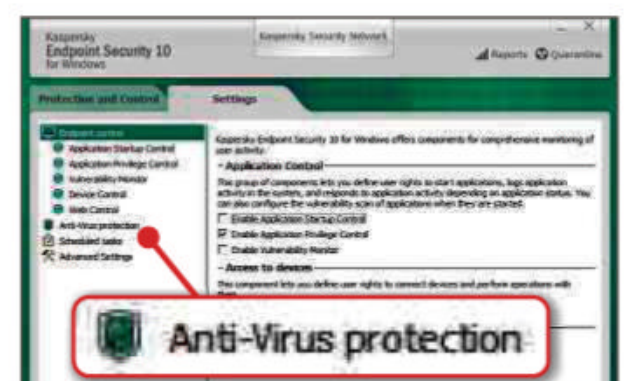 Kaspersky
Endpoint Security 10
for Windows
Kaspersky Security Network
Reports Quarantine
Protection and Control Settings
Endpoint control
Application Startup Control
Application Privilege Control
Vulnerability Monitor
Device Control
Web Control
Anti-Virus protection
Scheduled tasks
Advanced Settings
Kaspersky Endpoint Security 10 for Windows offers components for comprehensive monitoring of
user activity.
- Application Control
This group of components lets you define user rights to start applications, logs application
activity in the system, and responds to application activity depending on application status. You
can also configure the vulnerability scan of applications when they are started.
Enable Application Startup Control
Enable Application Privilege Control
Enable Vulnerability Monitor
- Access to devices
This component lets you define user rights to connect devices and perform operations with
Anti-Virus protection